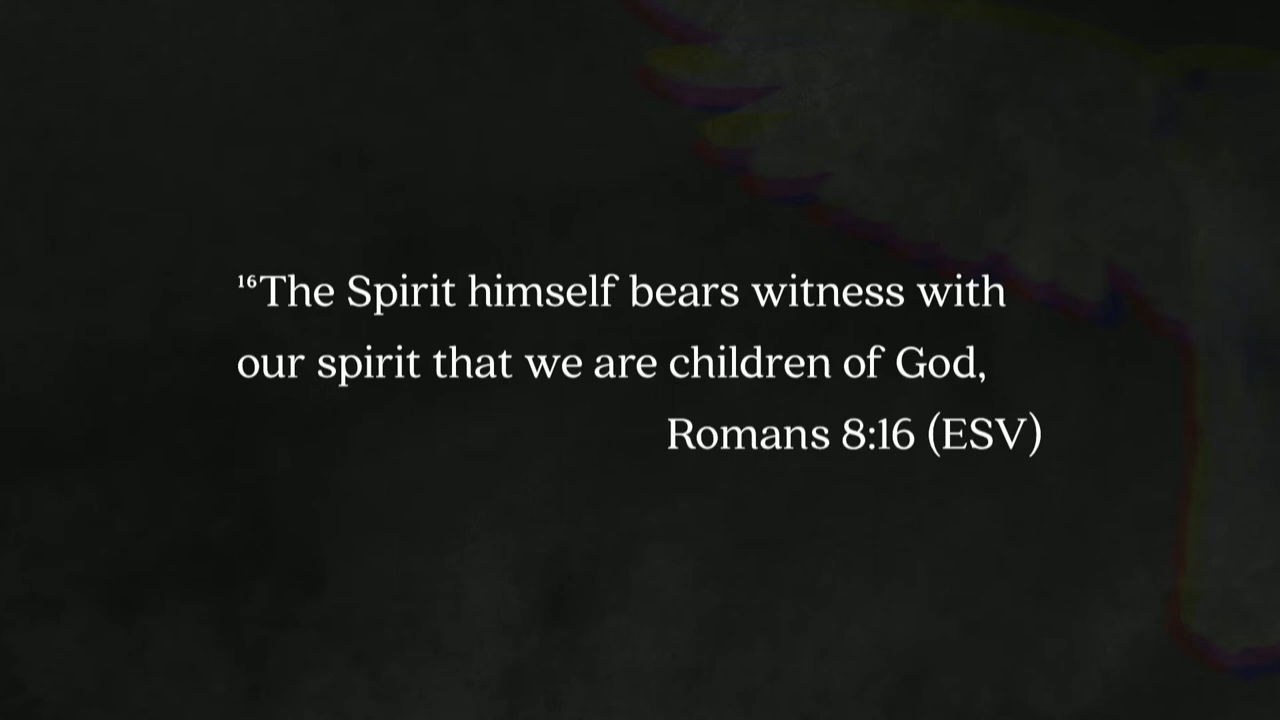 ¹⁶The Spirit himself bears witness with
our spirit that we are children of God,
Romans 8:16 (ESV)